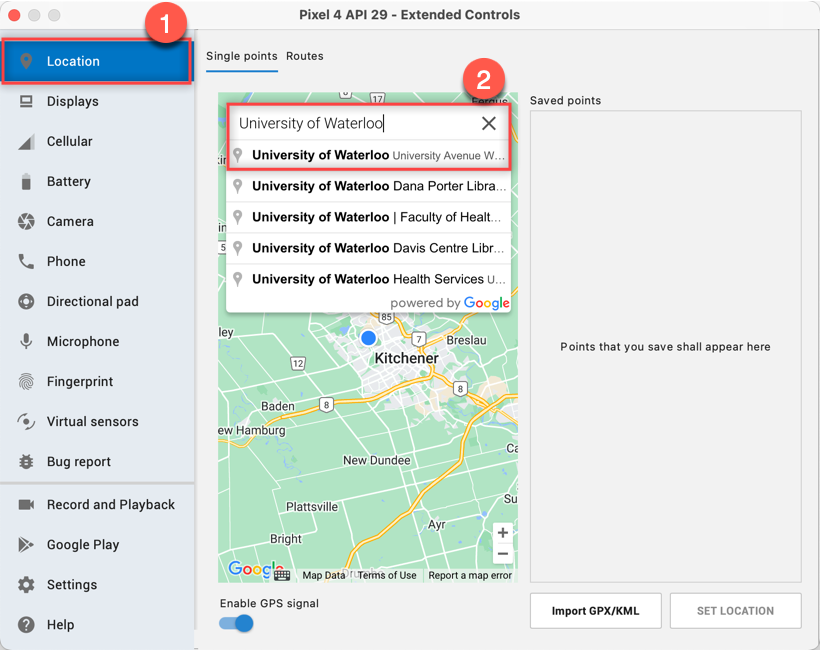 Pixel 4 API 29 - Extended Controls
1
Location
Displays
Cellular
Battery
Camera
Phone
Directional pad
Microphone
Fingerprint
Virtual sensors
Bug report
Record and Playback
Google Play
Settings
Help
Single points
Routes
2
17
Fergus
University of Waterloo
University of Waterloo University Avenue W...
University of Waterloo Dana Porter Libra...
University of Waterloo | Faculty of Healt...
University of Waterloo Davis Centre Libr...
University of Waterloo Health Services U...
powered by Google
5
85
ley
7
Breslau
Kitchener
12
8
Baden
8
ew Hamburg
Ca
New Dundee
Su
Plattsville
Ayr
Bright
+
−
Google
Map Data
Terms of Use
Report a map error
Enable GPS signal
Saved points
Points that you save shall appear here
Import GPX/KML
SET LOCATION